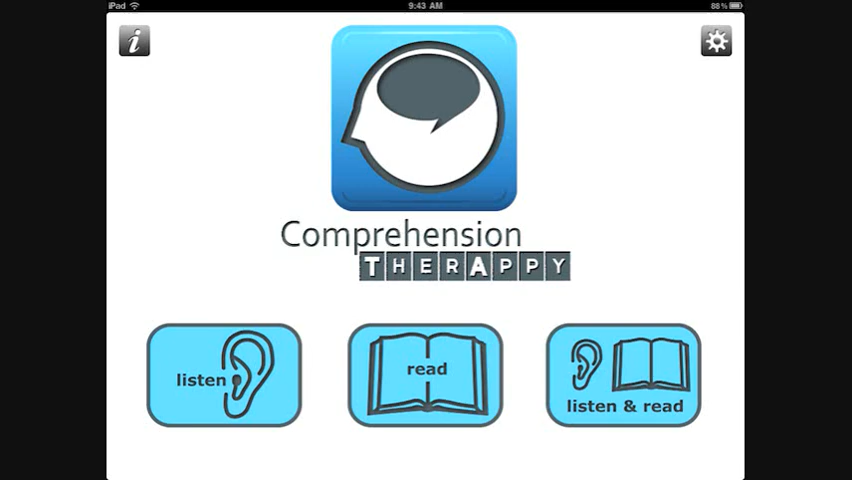 iPad 9:43 AM 88%
i
Comprehension
THERAPPY
listen
read
listen & read